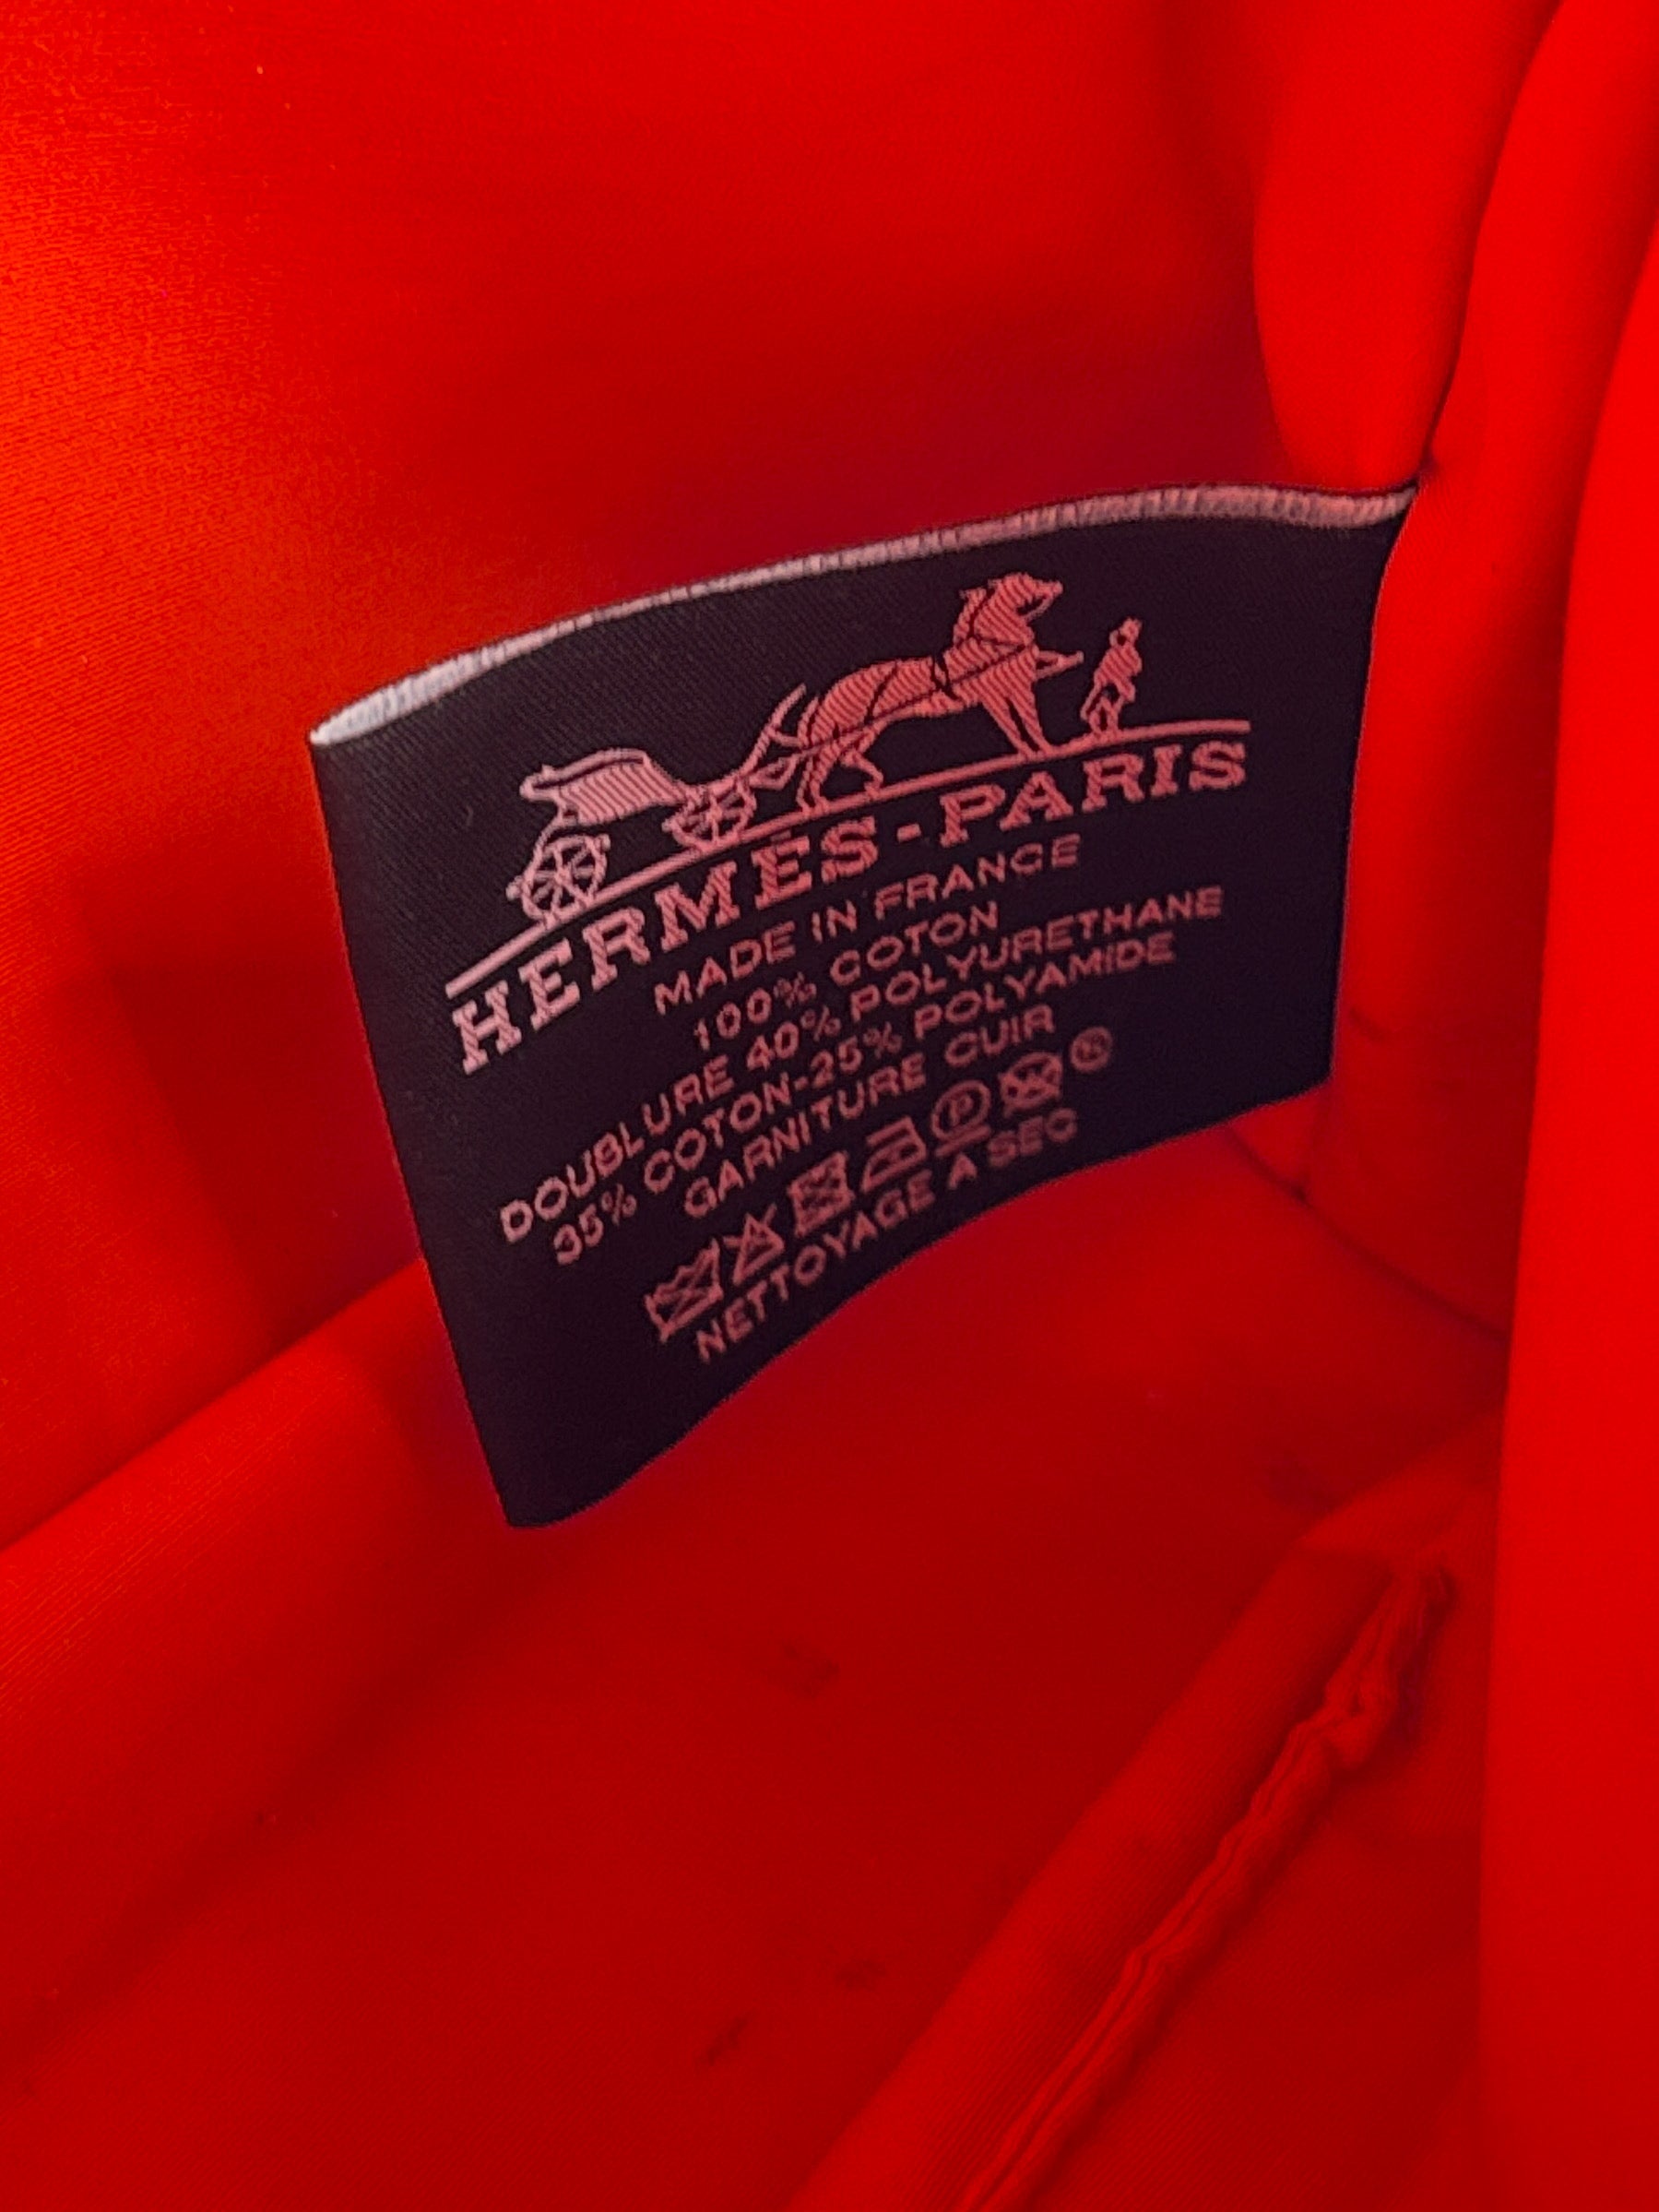 HERMÈS-PARIS
MADE IN FRANCE
100% COTON
DOUBLURE 40% POLYURETHANE
35% COTON-25% POLYAMIDE
GARNITURE CUIR
P ®
NETTOYAGE A SEC